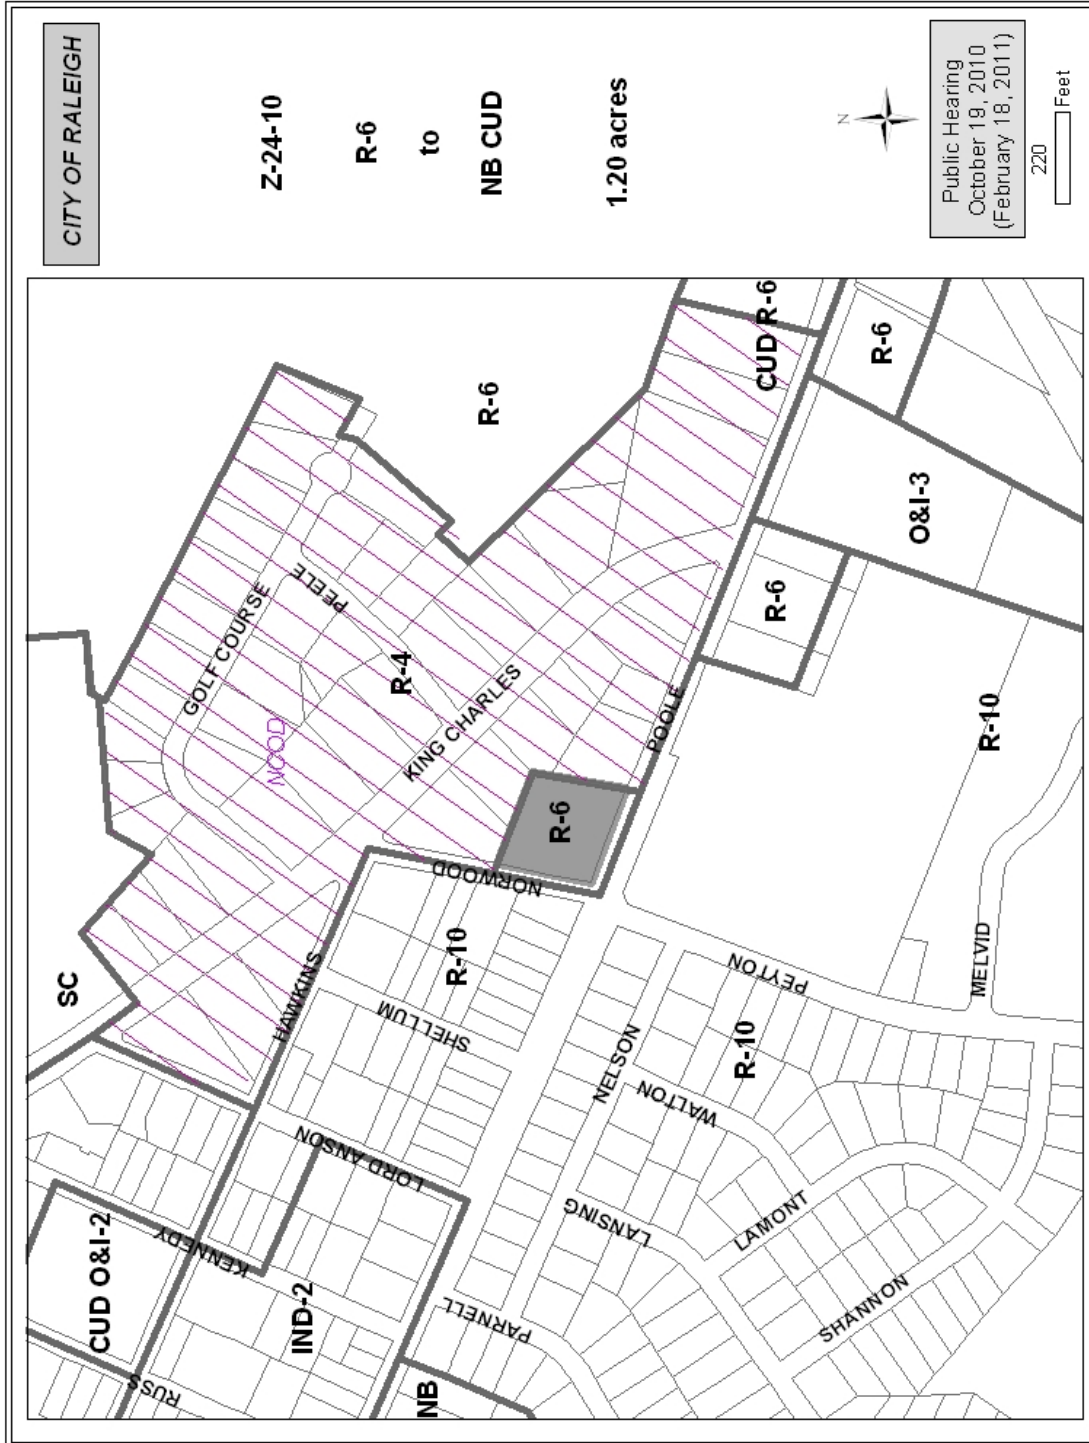 CITY OF RALEIGH
Z-24-10
R-6
to
NB CUD
1.20 acres
N
Public Hearing
October 19, 2010
(February 18, 2011)
220
Feet
SC
CUD O&I-2
RUSS
KENNEDY
IND-2
NB
LORD ANSON
HAWKINS
SHELLUM
R-10
NORWOOD
GOLF COURSE
PEELE
NCOD
R-4
KING CHARLES
R-6
R-6
POOLE
CUD R-6
R-6
O&I-3
R-6
R-10
MELVID
PEYTON
R-10
NELSON
WALTON
LANSING
LAMONT
SHANNON
PARNELL